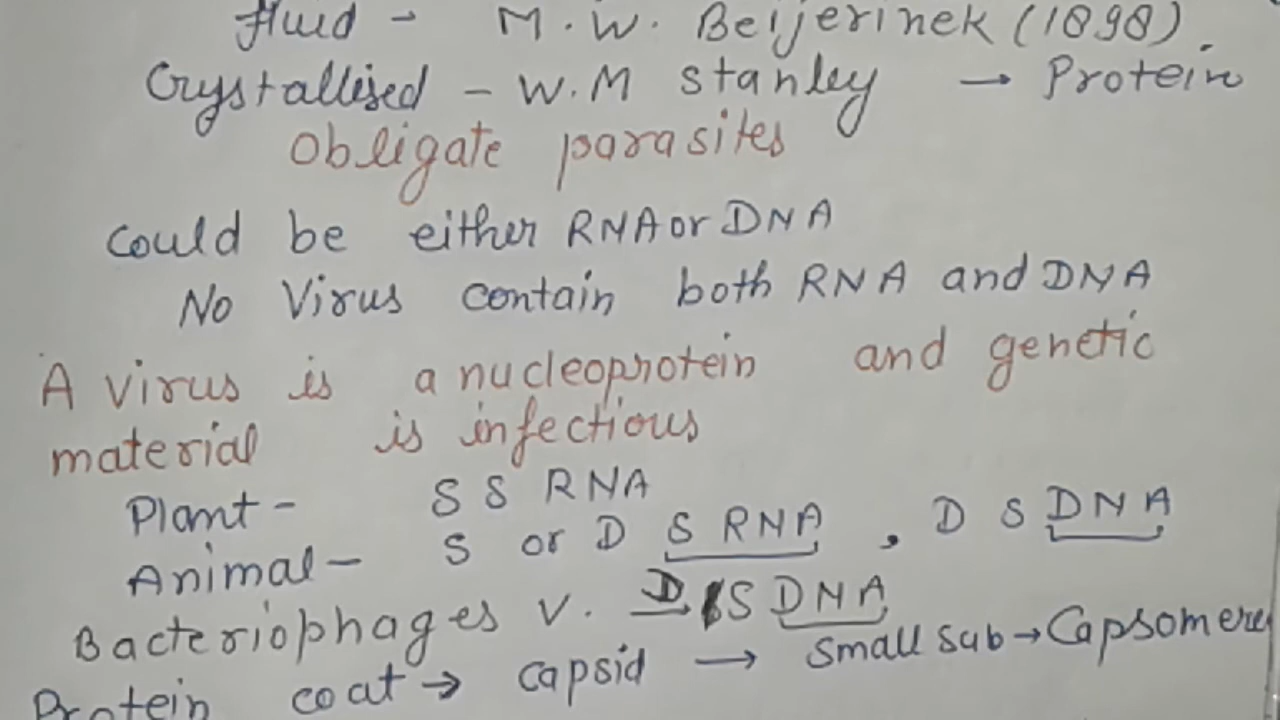 fluid - M.W. Beijerinek (1898).
Crystallised - W.M Stanley → Protein
Obligate parasites
Could be either RNA or DNA
No Virus contain both RNA and DNA
A virus is a nucleoprotein and genetic
material is infectious
Plant - S S RNA
Animal - S or D S RNA, D S DNA
Bacteriophages V. D S DNA
Protein coat → capsid → small sub → Capsomere